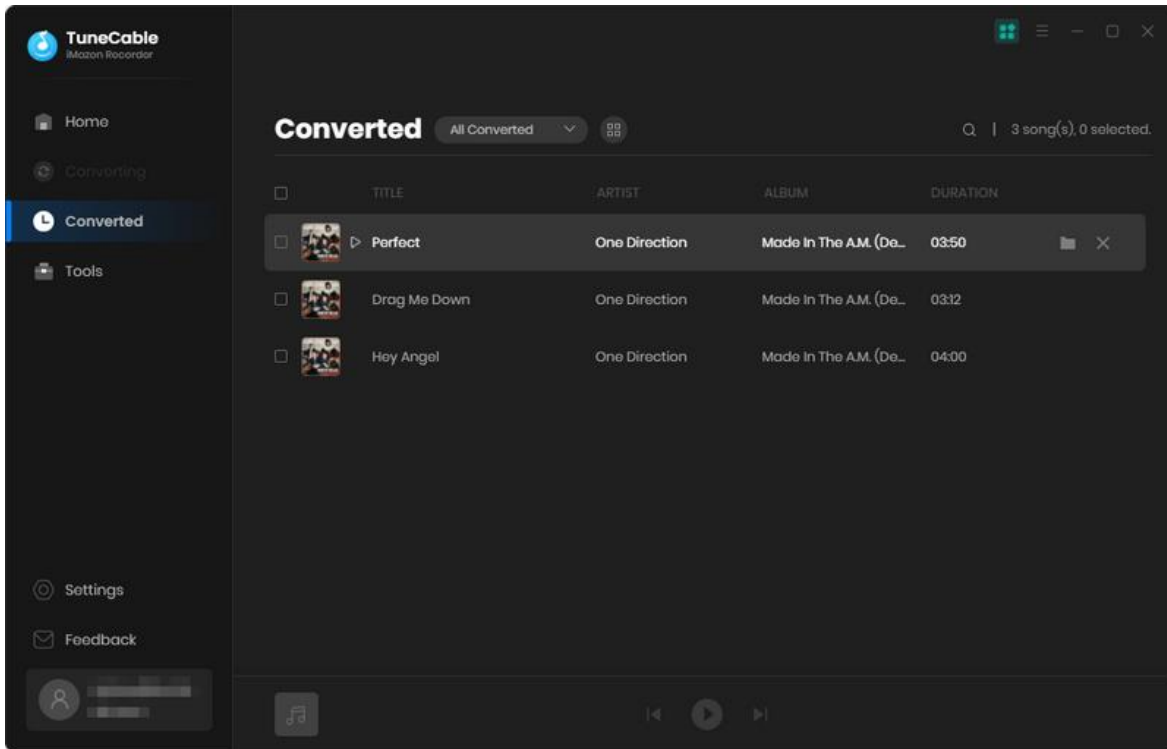 TuneCable
iMazon Recorder
Home
Converting
Converted
Tools
Settings
Feedback
Converted All Converted 3 song(s), 0 selected.
TITLE ARTIST ALBUM DURATION
Perfect One Direction Made In The A.M. (De... 03:50
Drag Me Down One Direction Made In The A.M. (De... 03:12
Hey Angel One Direction Made In The A.M. (De... 04:00